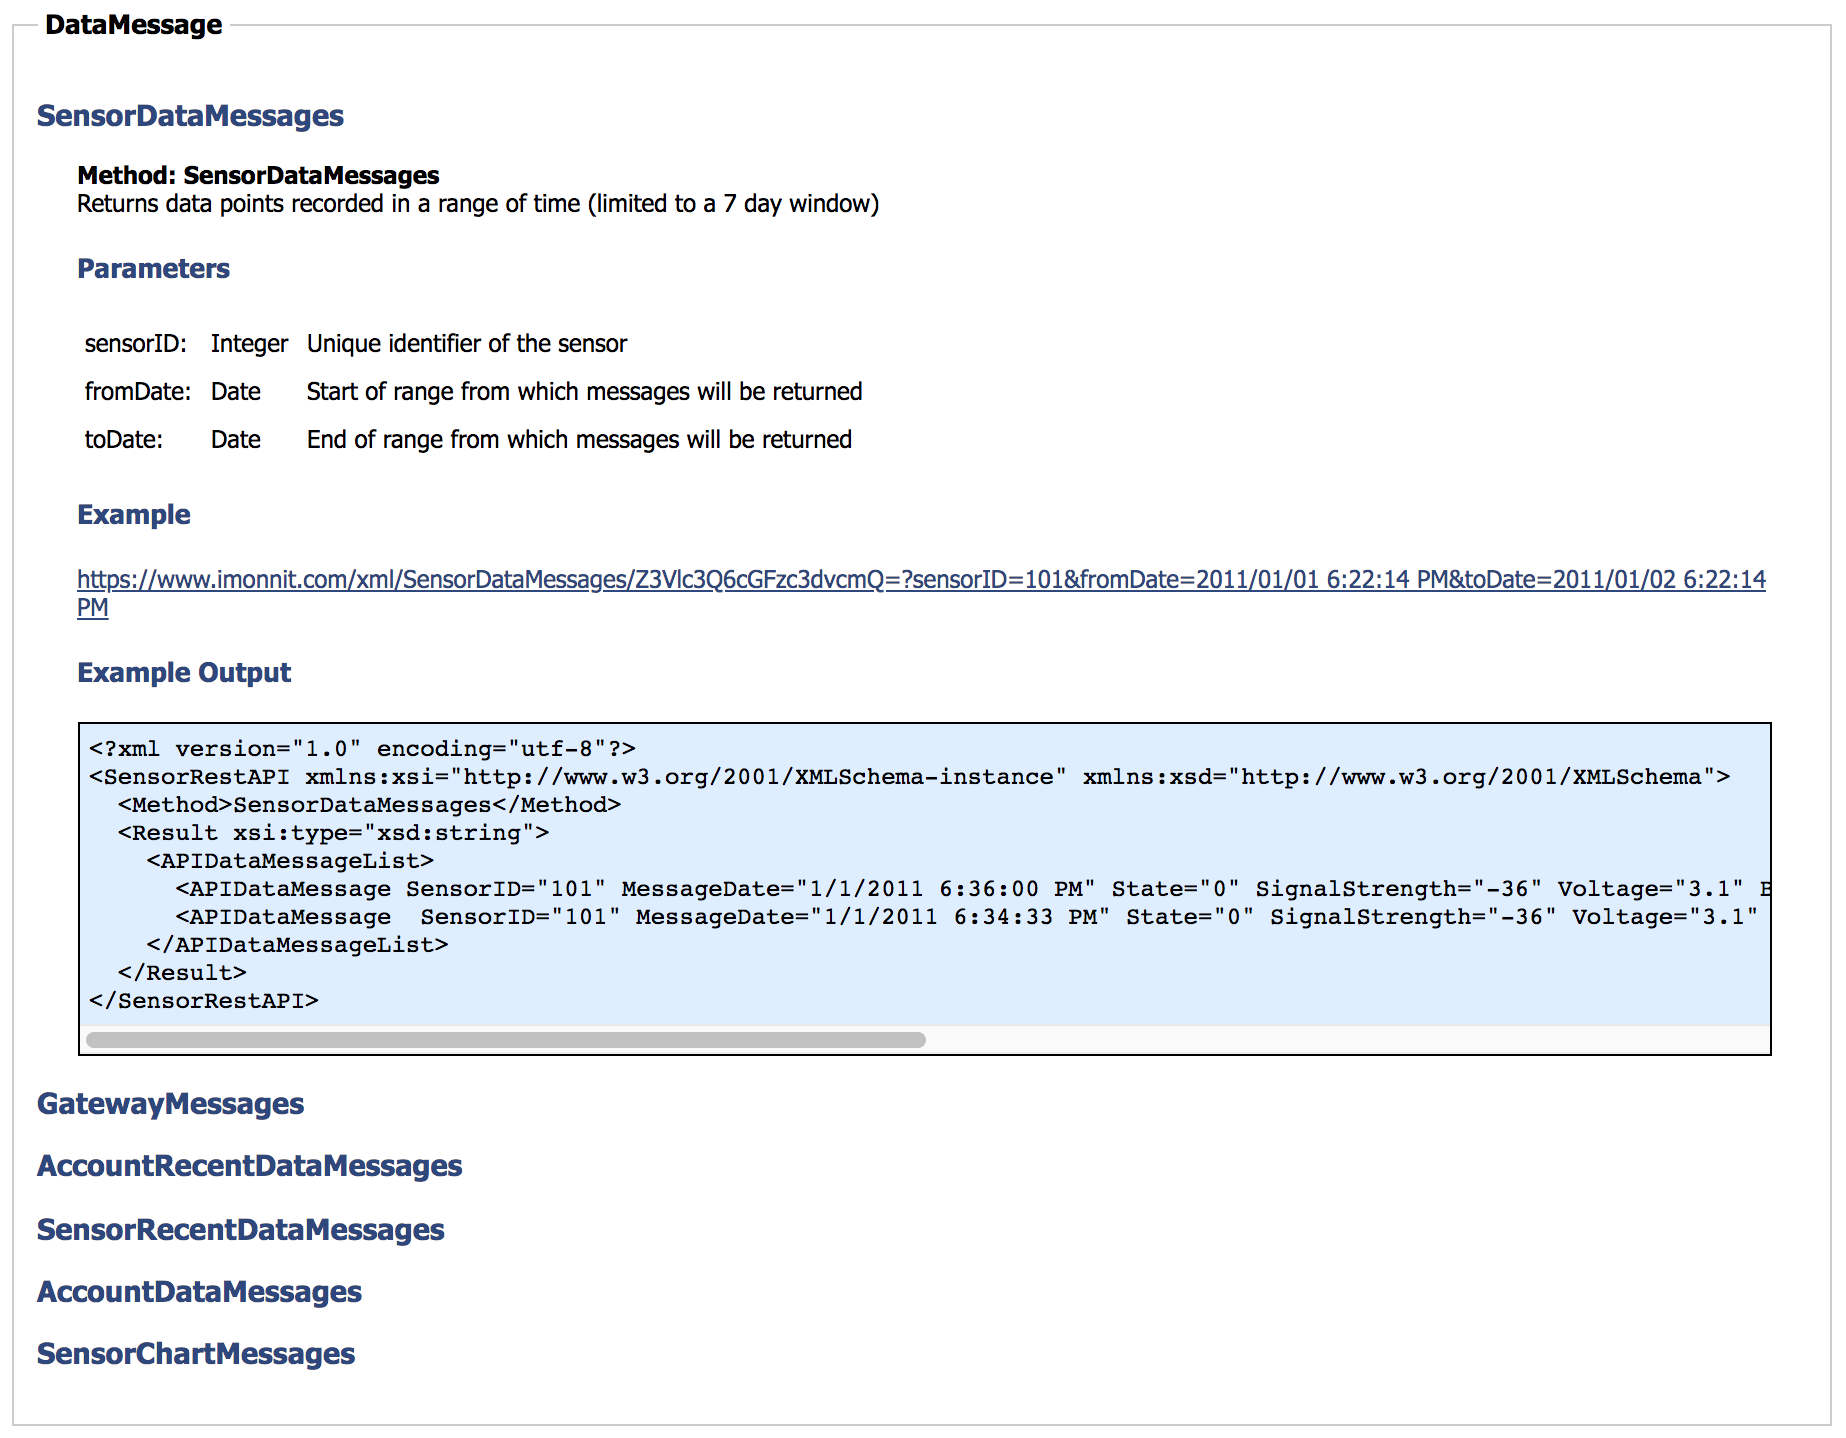 DataMessage
SensorDataMessages
Method: SensorDataMessages
Returns data points recorded in a range of time (limited to a 7 day window)
Parameters
sensorID: Integer Unique identifier of the sensor
fromDate: Date Start of range from which messages will be returned
toDate: Date End of range from which messages will be returned
Example
https://www.imonnit.com/xml/SensorDataMessages/Z3Vlc3Q6cGFzc3dvcmQ=?sensorID=101&fromDate=2011/01/01 6:22:14 PM&toDate=2011/01/02 6:22:14
PM
Example Output
<?xml version="1.0" encoding="utf-8"?>
<SensorRestAPI xmlns:xsi="http://www.w3.org/2001/XMLSchema-instance" xmlns:xsd="http://www.w3.org/2001/XMLSchema">
  <Method>SensorDataMessages</Method>
  <Result xsi:type="xsd:string">
    <APIDataMessageList>
      <APIDataMessage SensorID="101" MessageDate="1/1/2011 6:36:00 PM" State="0" SignalStrength="-36" Voltage="3.1"
      <APIDataMessage  SensorID="101" MessageDate="1/1/2011 6:34:33 PM" State="0" SignalStrength="-36" Voltage="3.1"
    </APIDataMessageList>
  </Result>
</SensorRestAPI>
GatewayMessages
AccountRecentDataMessages
SensorRecentDataMessages
AccountDataMessages
SensorChartMessages